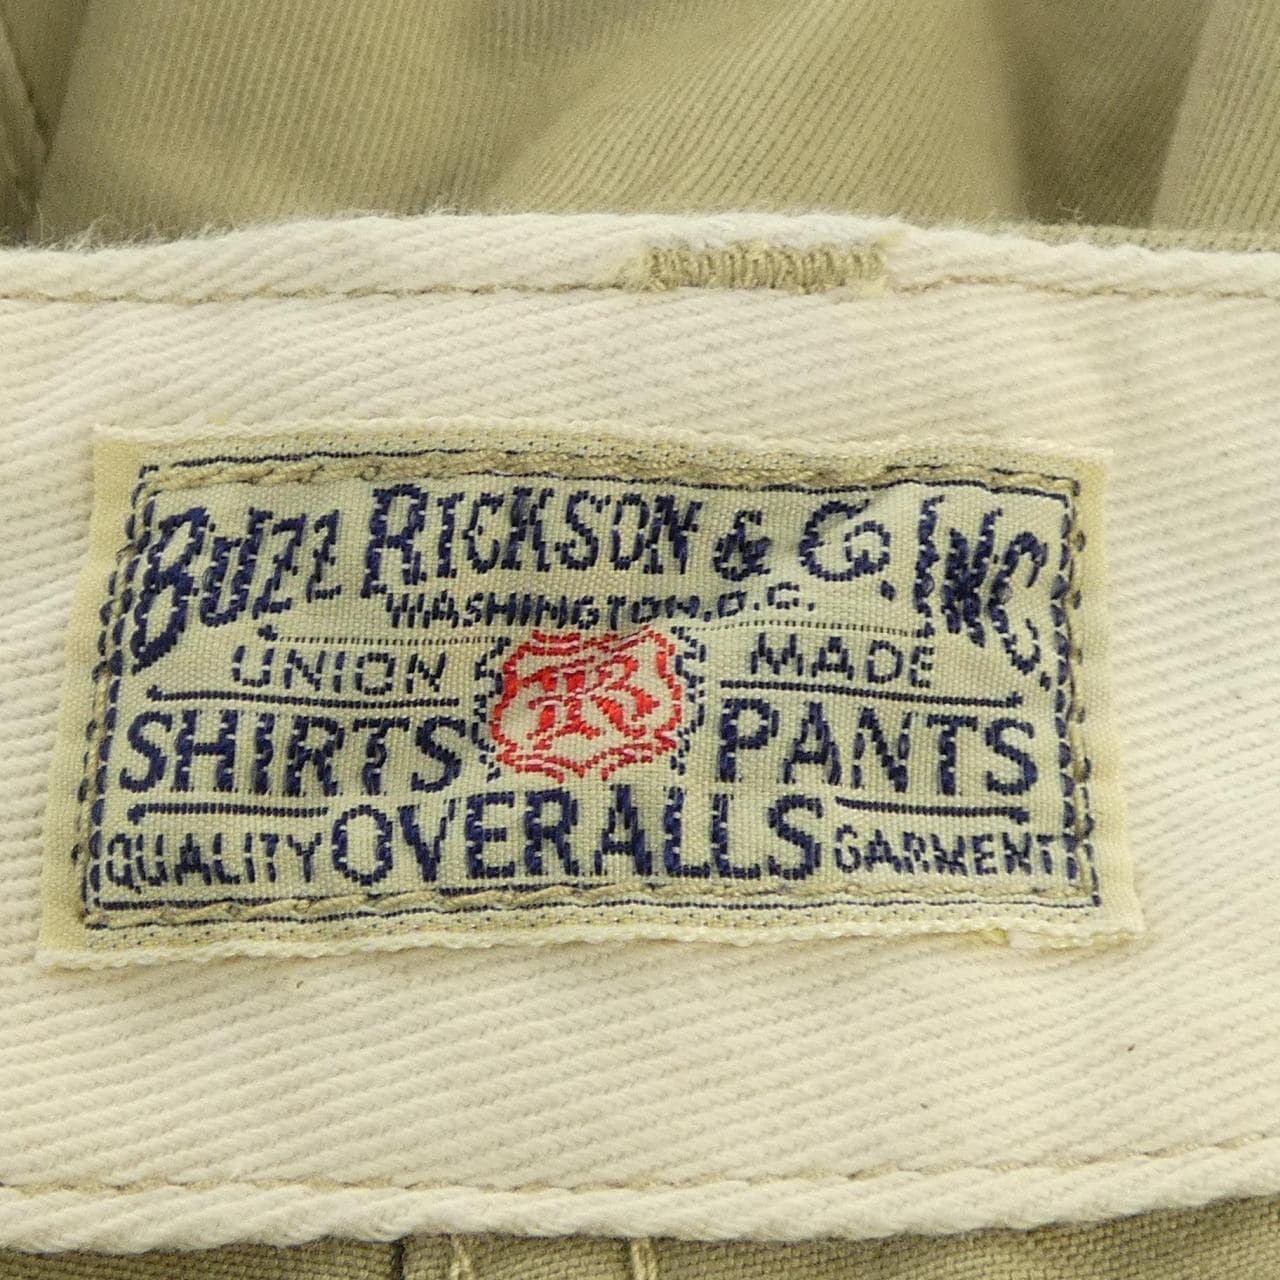 BUZZ RICKSON & CO. INC.
WASHINGTON, D.C.
UNION MADE
SHIRTS PANTS
QUALITY OVERALLS GARMENT